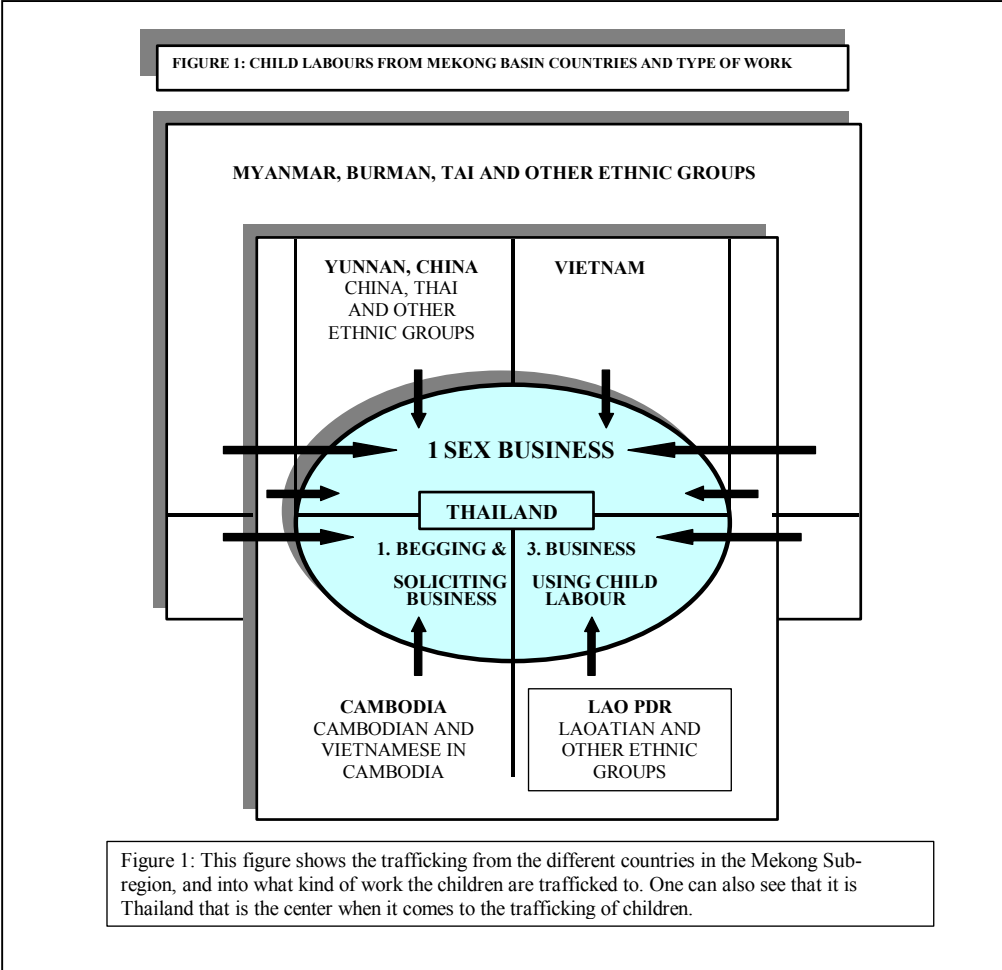 FIGURE 1: CHILD LABOURS FROM MEKONG BASIN COUNTRIES AND TYPE OF WORK
MYANMAR, BURMAN, TAI AND OTHER ETHNIC GROUPS
YUNNAN, CHINA
CHINA, THAI
AND OTHER
ETHNIC GROUPS
VIETNAM
1 SEX BUSINESS
THAILAND
1. BEGGING &
SOLICITING
BUSINESS
3. BUSINESS
USING CHILD
LABOUR
CAMBODIA
CAMBODIAN AND
VIETNAMESE IN
CAMBODIA
LAO PDR
LAOATIAN AND
OTHER ETHNIC
GROUPS
Figure 1: This figure shows the trafficking from the different countries in the Mekong Sub-
region, and into what kind of work the children are trafficked to. One can also see that it is
Thailand that is the center when it comes to the trafficking of children.